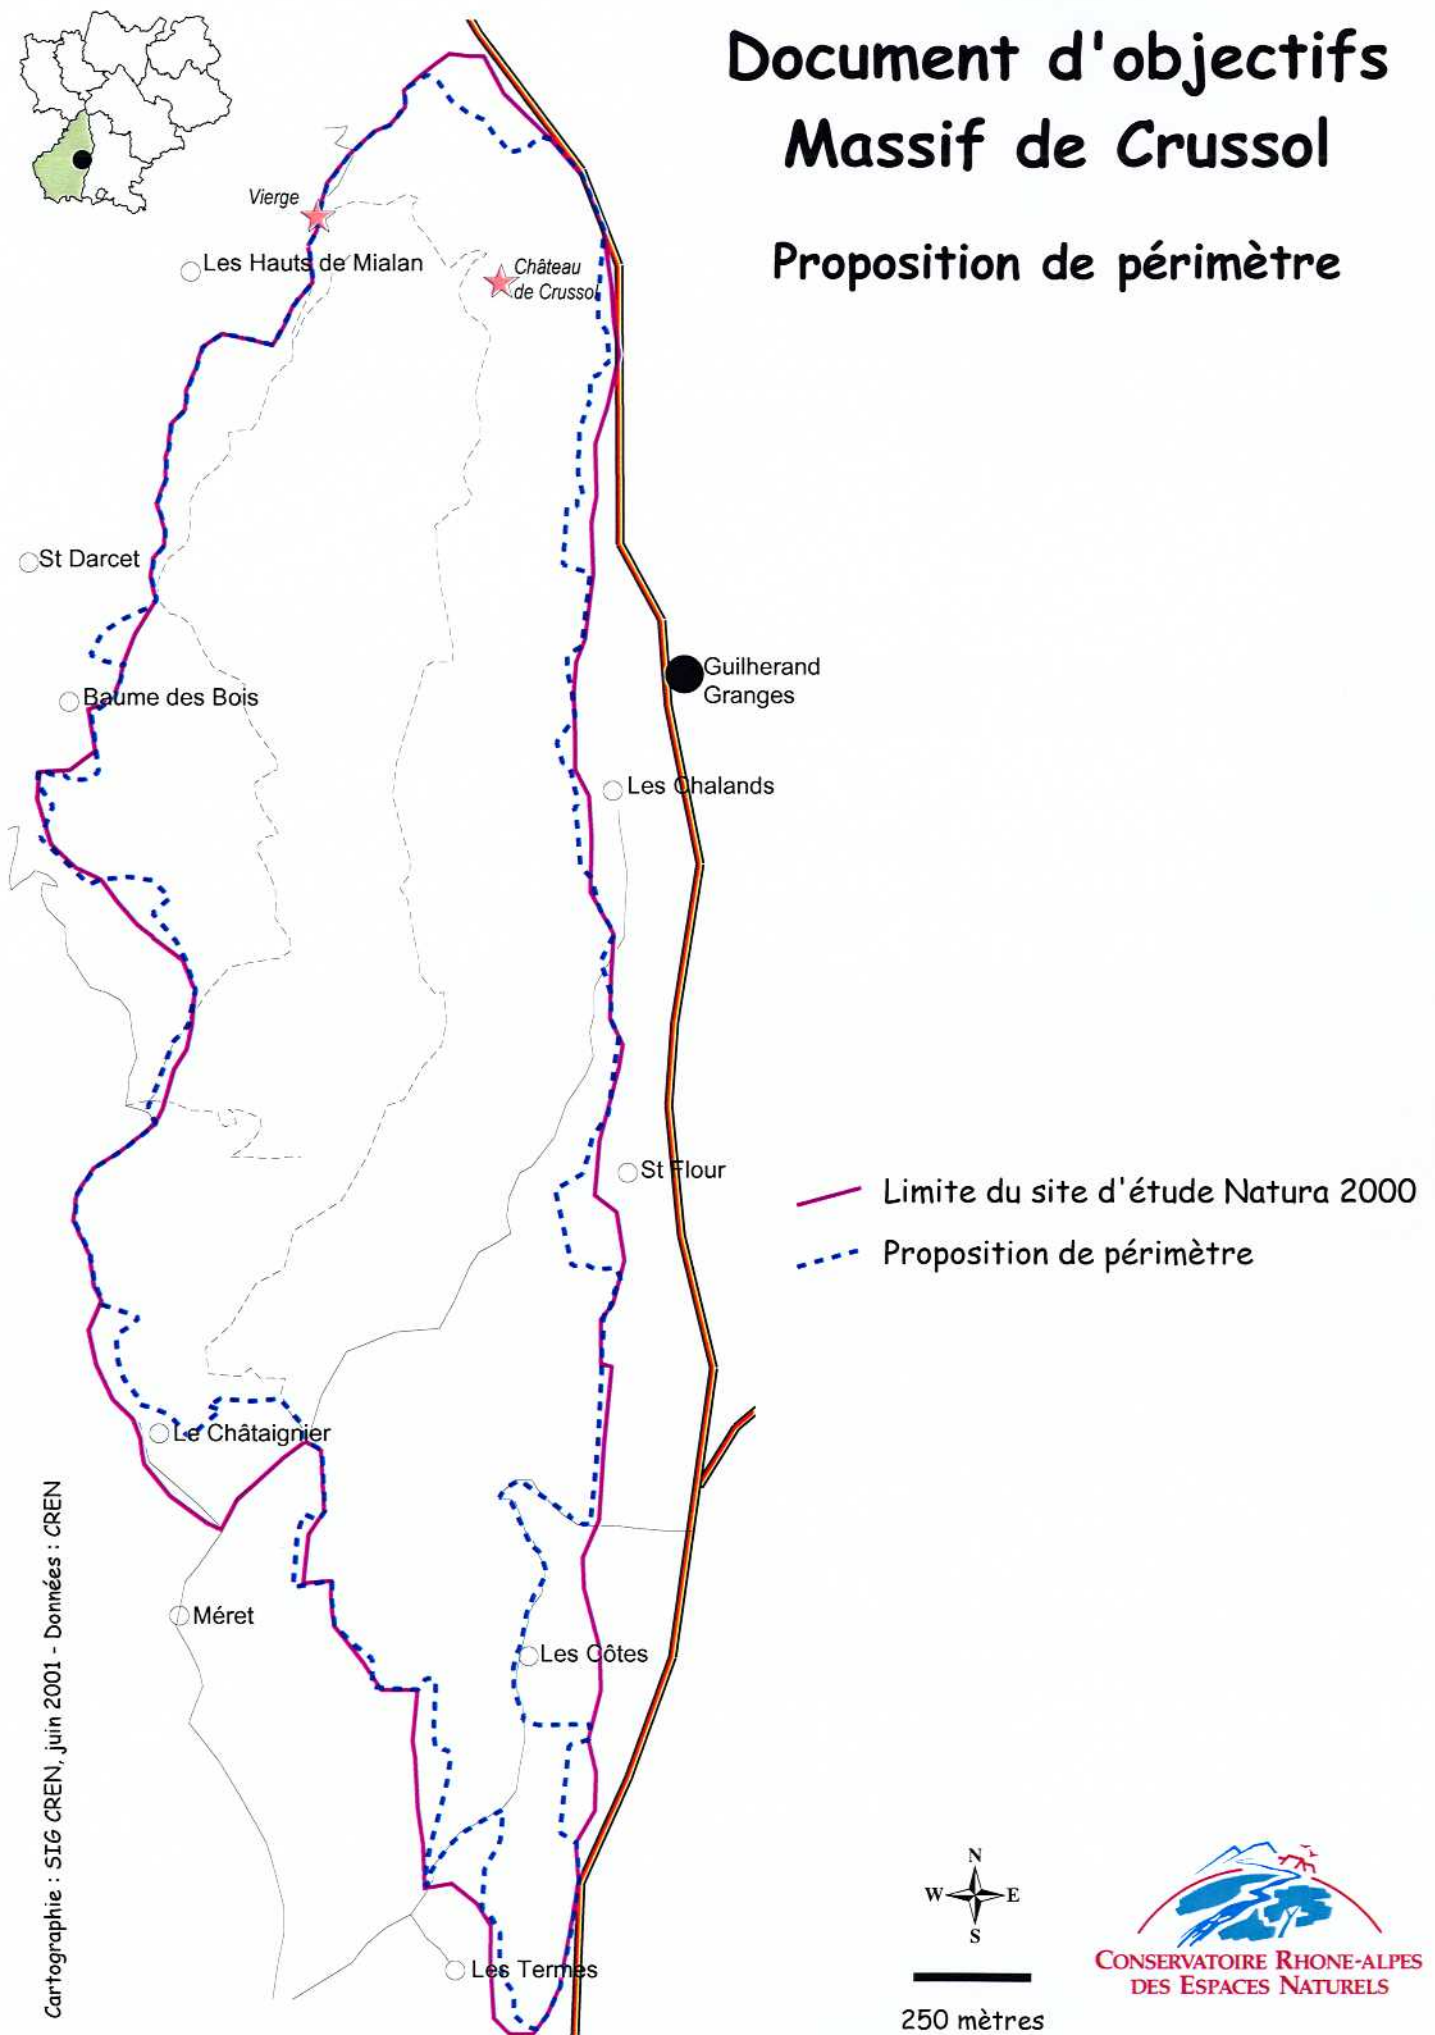 Document d'objectifs
Massif de Crussol
Proposition de périmètre
Vierge
Les Hauts de Mialan
Château
de Crussol
St Darcet
Baume des Bois
Guilherand
Granges
Les Chalands
St Flour
Limite du site d'étude Natura 2000
Proposition de périmètre
Le Châtaignier
Méret
Les Côtes
Les Termes
Cartographie : SIG CREN, juin 2001 - Données : CREN
N
W E
S
250 mètres
CONSERVATOIRE RHONE-ALPES
DES ESPACES NATURELS